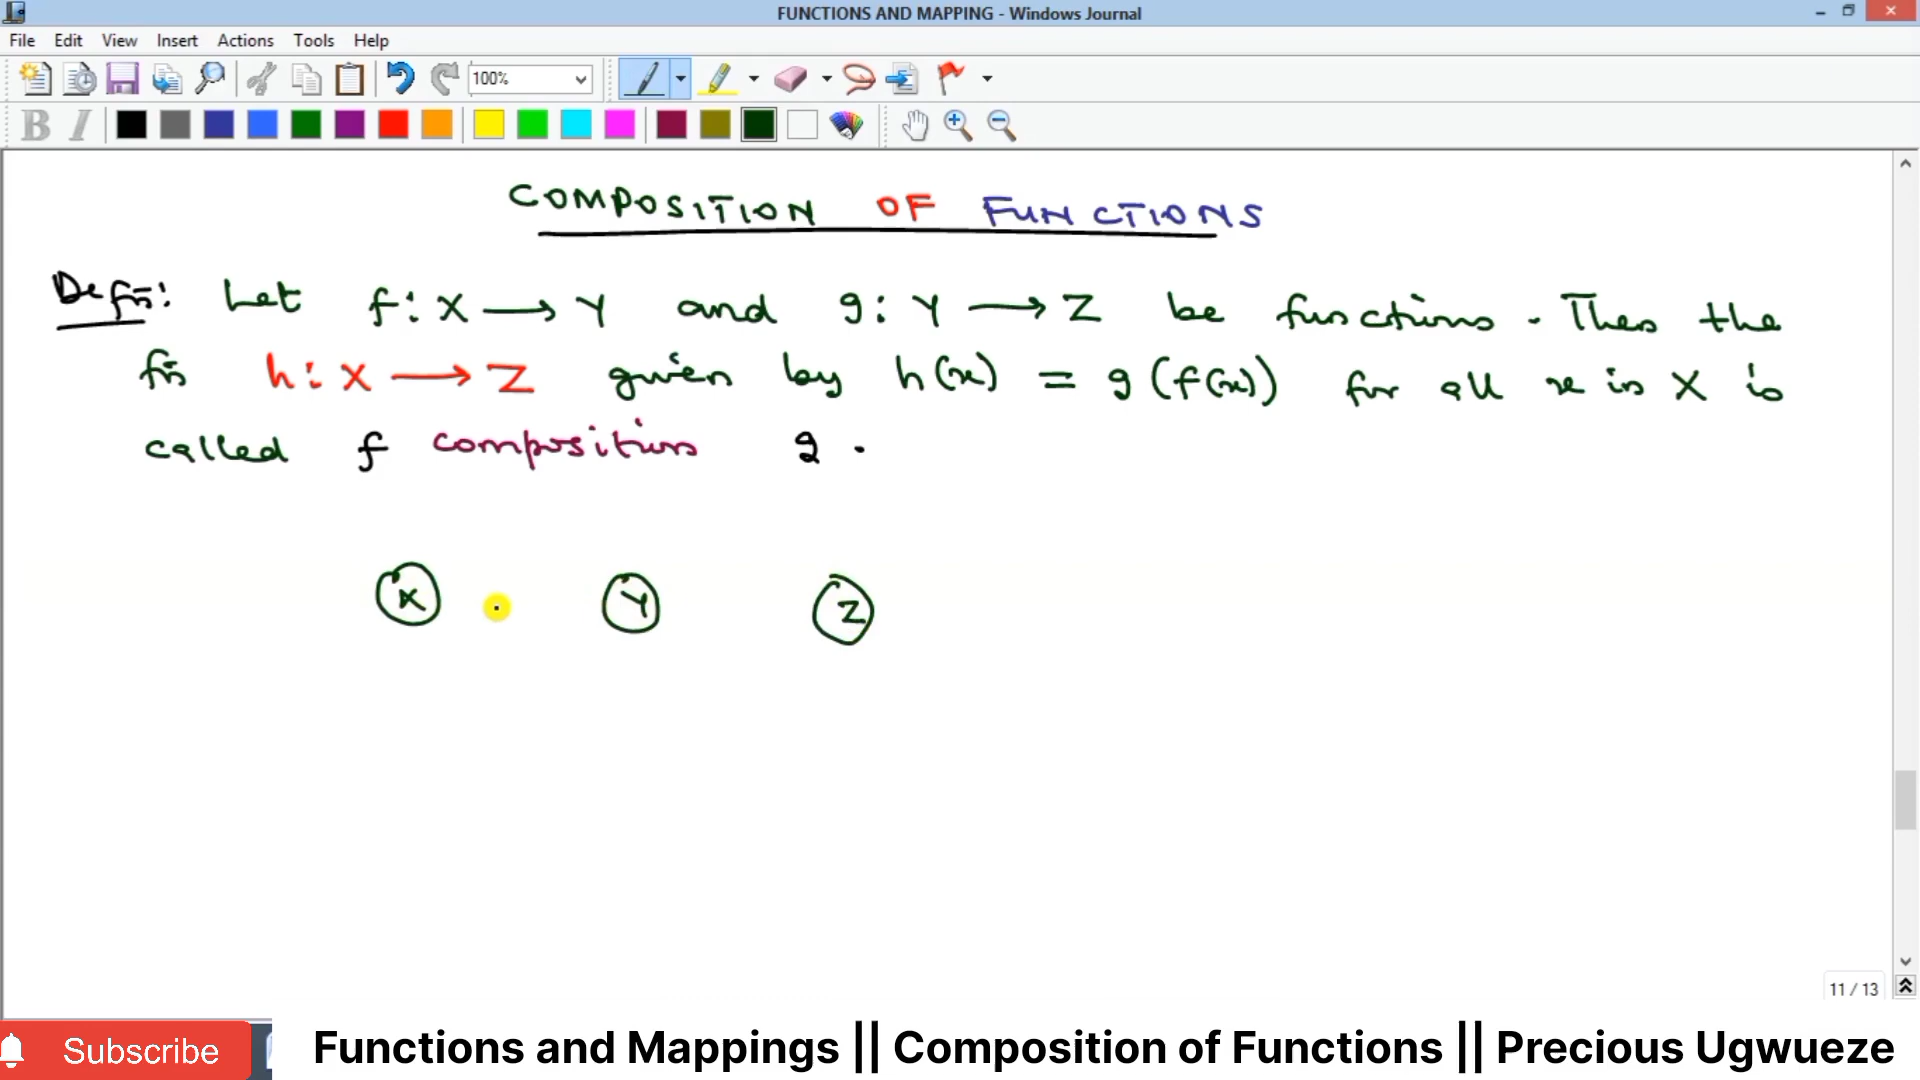 FUNCTIONS AND MAPPING - Windows Journal
File Edit View Insert Actions Tools Help
100%
B I
COMPOSITION OF FUNCTIONS
Defn: Let f: X → Y and g: Y → Z be functions. Then the
fn h: X → Z given by h(x) = g(f(x)) for all x in X is
called f composition g.
X Y Z
11 / 13
Subscribe
Functions and Mappings || Composition of Functions || Precious Ugwueze